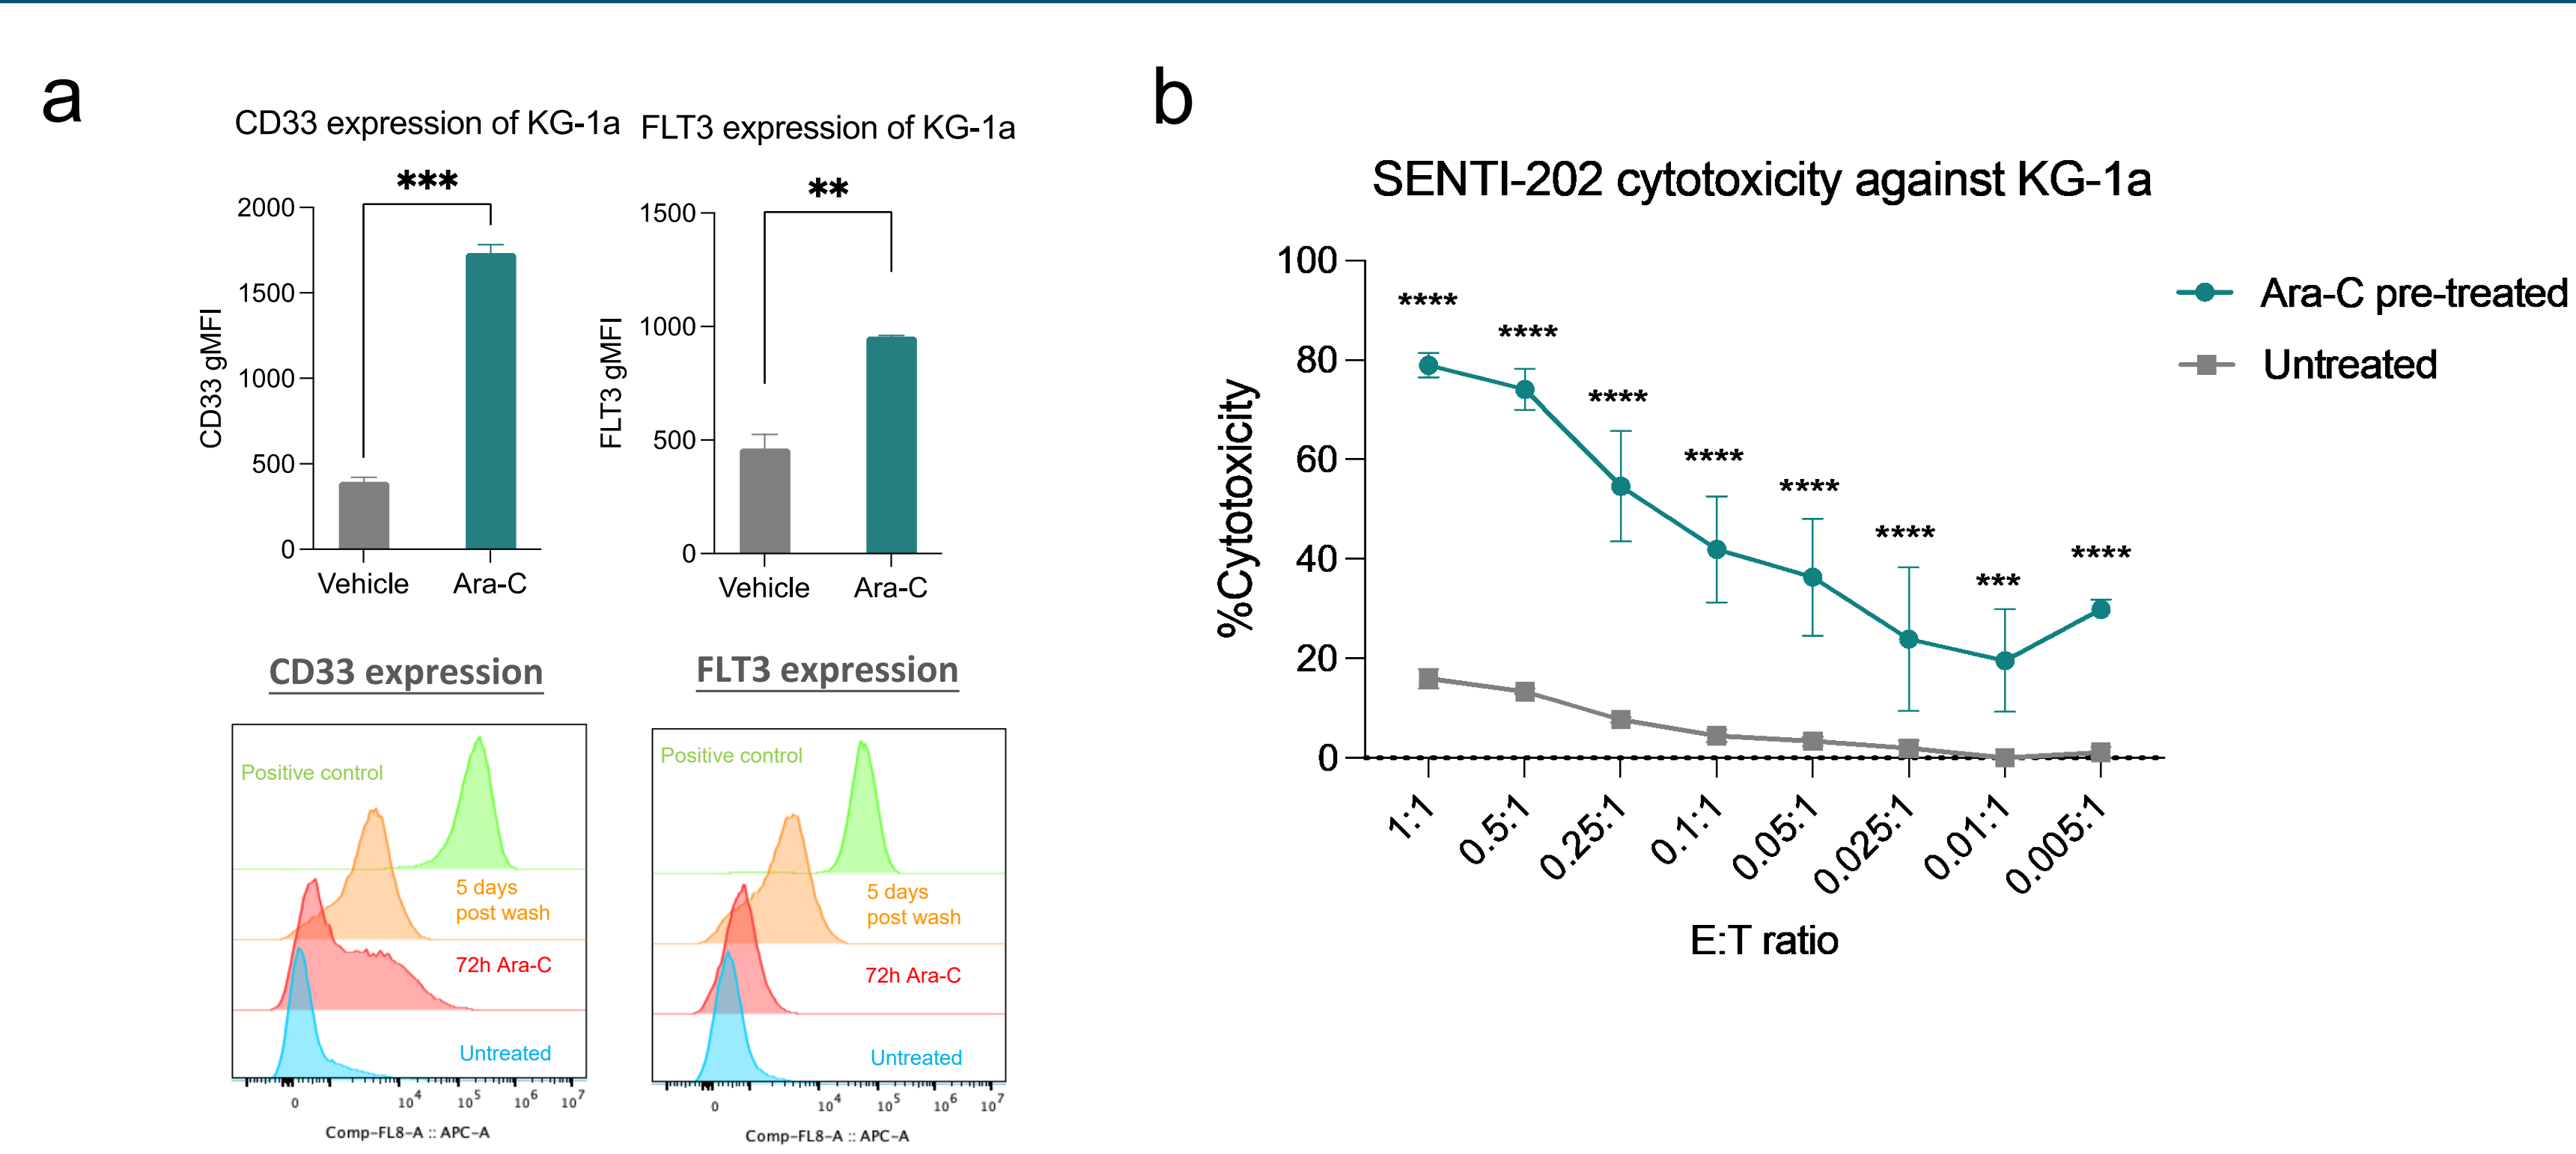 a
CD33 expression of KG-1a
***
2000
1500
1000
500
0
CD33 gMFI
Vehicle
Ara-C
FLT3 expression of KG-1a
**
1500
1000
500
0
FLT3 gMFI
Vehicle
Ara-C
CD33 expression
Positive control
5 days
post wash
72h Ara-C
Untreated
0
10^4
10^5
10^6
10^7
Comp-FL8-A :: APC-A
FLT3 expression
Positive control
5 days
post wash
72h Ara-C
Untreated
0
10^4
10^5
10^6
10^7
Comp-FL8-A :: APC-A
b
SENTI-202 cytotoxicity against KG-1a
100
80
60
40
20
0
%Cytotoxicity
****
****
****
****
****
****
***
****
1:1
0.5:1
0.25:1
0.1:1
0.05:1
0.025:1
0.01:1
0.005:1
E:T ratio
Ara-C pre-treated
Untreated